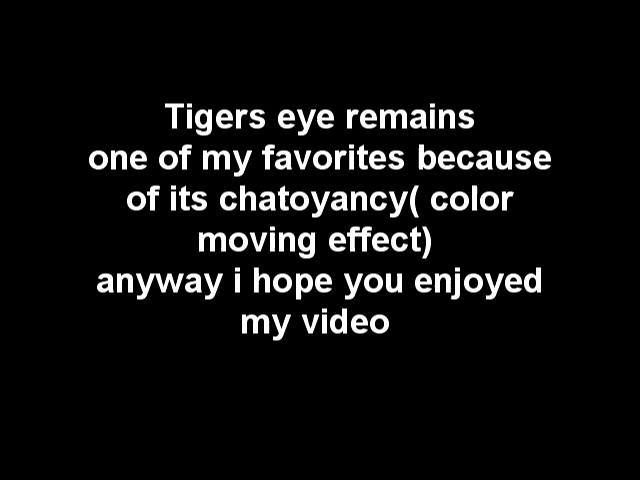 Tigers eye remains
one of my favorites because
of its chatoyancy( color
moving effect)
anyway i hope you enjoyed
my video